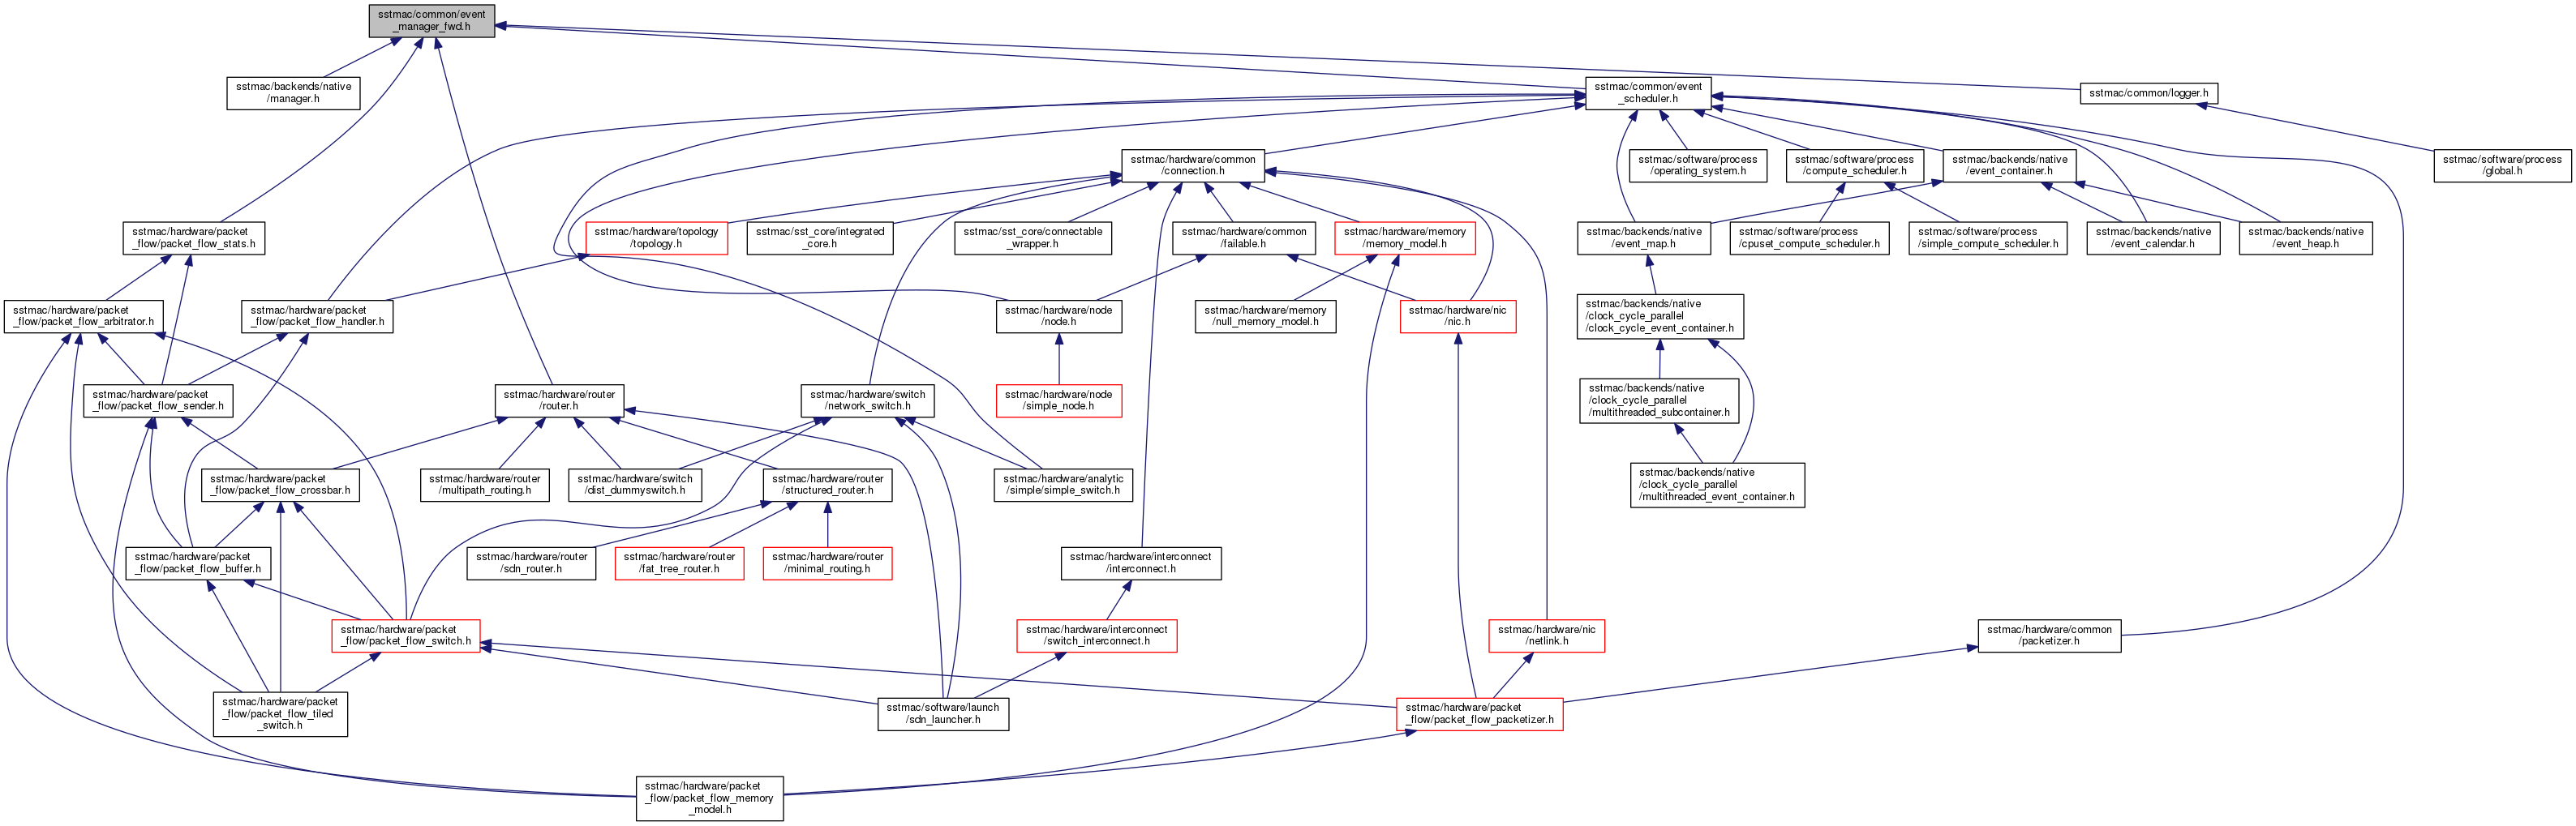 sstmac/common/event
_manager_fwd.h
sstmac/backends/native
/manager.h
sstmac/common/event
_scheduler.h
sstmac/common/logger.h
sstmac/hardware/common
/connection.h
sstmac/software/process
/operating_system.h
sstmac/software/process
/compute_scheduler.h
sstmac/backends/native
/event_container.h
sstmac/software/process
/global.h
sstmac/hardware/packet
_flow/packet_flow_stats.h
sstmac/hardware/topology
/topology.h
sstmac/sst_core/integrated
_core.h
sstmac/sst_core/connectable
_wrapper.h
sstmac/hardware/common
/failable.h
sstmac/hardware/memory
/memory_model.h
sstmac/backends/native
/event_map.h
sstmac/software/process
/cpuset_compute_scheduler.h
sstmac/software/process
/simple_compute_scheduler.h
sstmac/backends/native
/event_calendar.h
sstmac/backends/native
/event_heap.h
sstmac/hardware/packet
_flow/packet_flow_arbitrator.h
sstmac/hardware/packet
_flow/packet_flow_handler.h
sstmac/hardware/node
/node.h
sstmac/hardware/memory
/null_memory_model.h
sstmac/hardware/nic
/nic.h
sstmac/backends/native
/clock_cycle_parallel
/clock_cycle_event_container.h
sstmac/hardware/packet
_flow/packet_flow_sender.h
sstmac/hardware/router
/router.h
sstmac/hardware/switch
/network_switch.h
sstmac/hardware/node
/simple_node.h
sstmac/backends/native
/clock_cycle_parallel
/multithreaded_subcontainer.h
sstmac/hardware/packet
_flow/packet_flow_crossbar.h
sstmac/hardware/router
/multipath_routing.h
sstmac/hardware/switch
/dist_dummyswitch.h
sstmac/hardware/router
/structured_router.h
sstmac/hardware/analytic
/simple/simple_switch.h
sstmac/backends/native
/clock_cycle_parallel
/multithreaded_event_container.h
sstmac/hardware/packet
_flow/packet_flow_buffer.h
sstmac/hardware/router
/sdn_router.h
sstmac/hardware/router
/fat_tree_router.h
sstmac/hardware/router
/minimal_routing.h
sstmac/hardware/interconnect
/interconnect.h
sstmac/hardware/packet
_flow/packet_flow_switch.h
sstmac/hardware/interconnect
/switch_interconnect.h
sstmac/hardware/nic
/netlink.h
sstmac/hardware/common
/packetizer.h
sstmac/hardware/packet
_flow/packet_flow_tiled
_switch.h
sstmac/software/launch
/sdn_launcher.h
sstmac/hardware/packet
_flow/packet_flow_packetizer.h
sstmac/hardware/packet
_flow/packet_flow_memory
_model.h